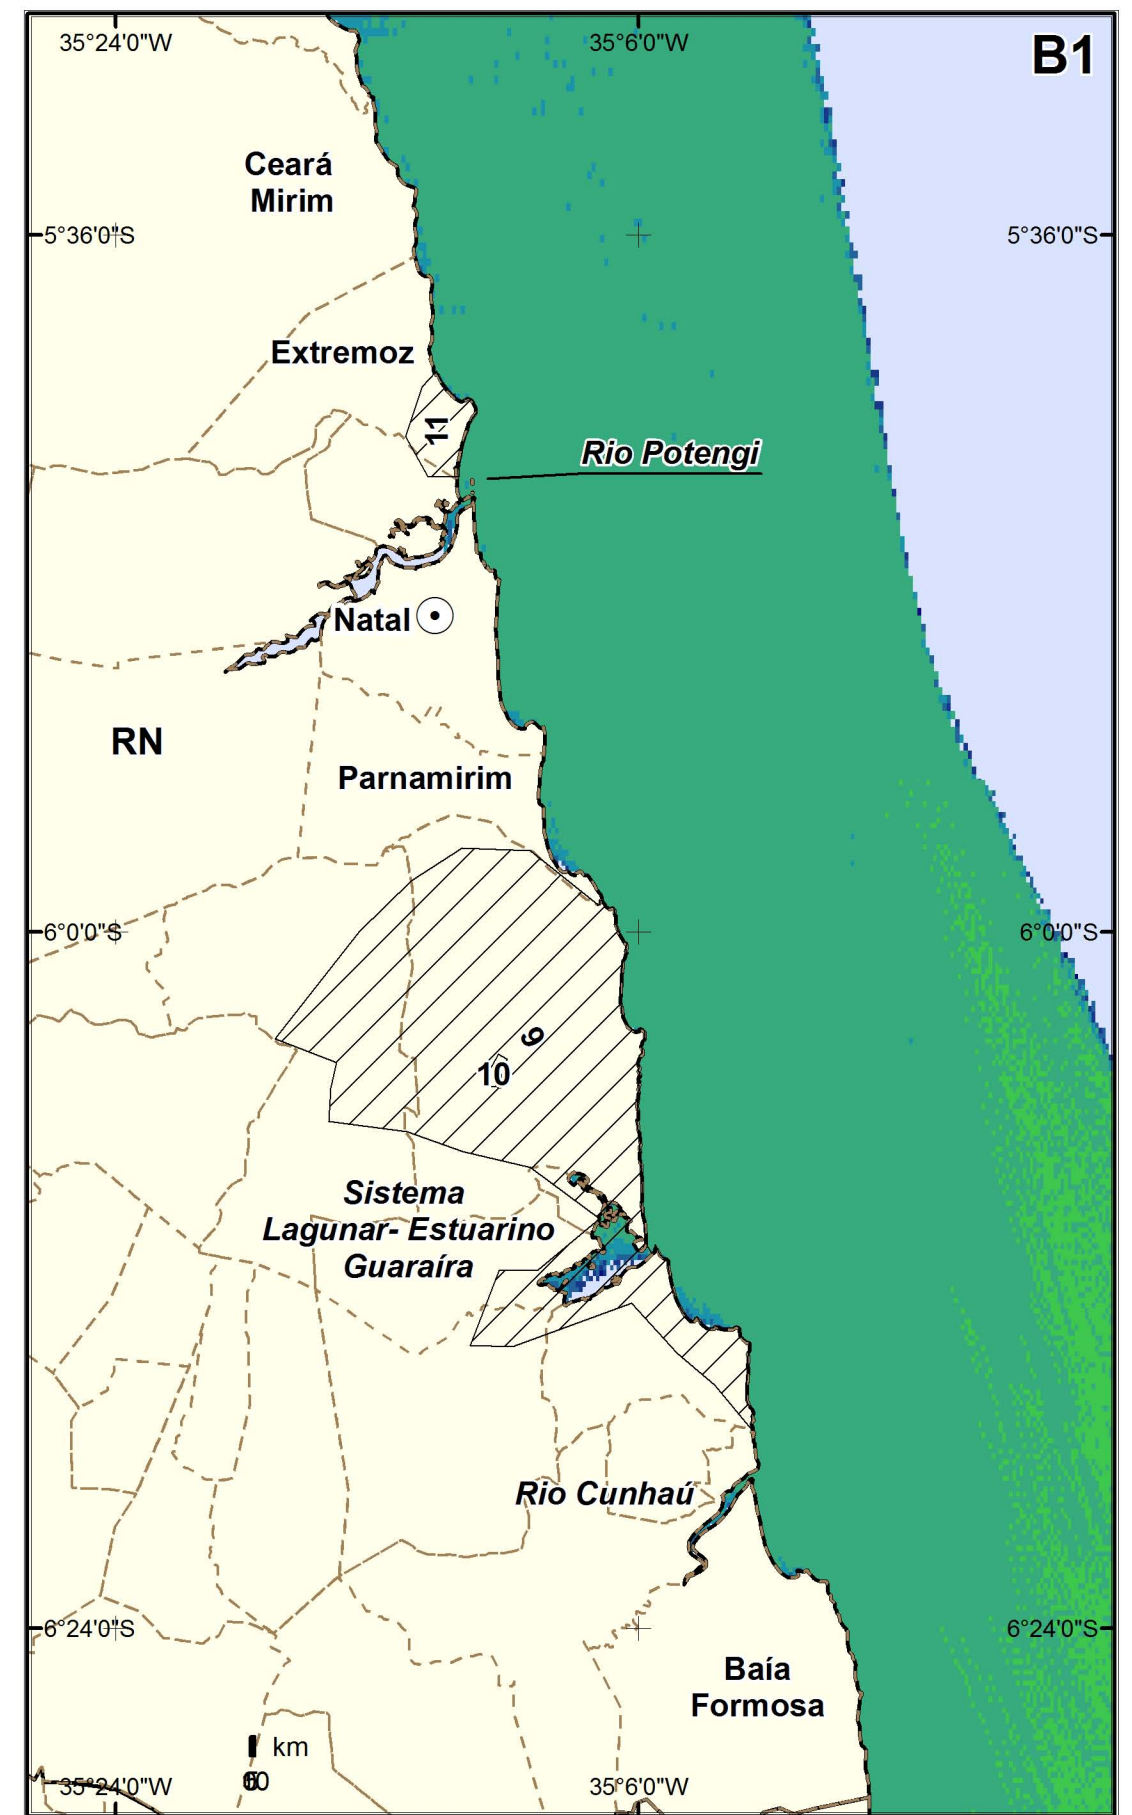 35°24'0"W
35°6'0"W
B1
Ceará
Mirim
5°36'0"S
5°36'0"S
Extremoz
11
Rio Potengi
Natal
RN
Parnamirim
6°0'0"S
6°0'0"S
9
10
Sistema
Lagunar- Estuarino
Guaraíra
Rio Cunhaú
6°24'0"S
6°24'0"S
Baía
Formosa
km
35°24'0"W
35°6'0"W